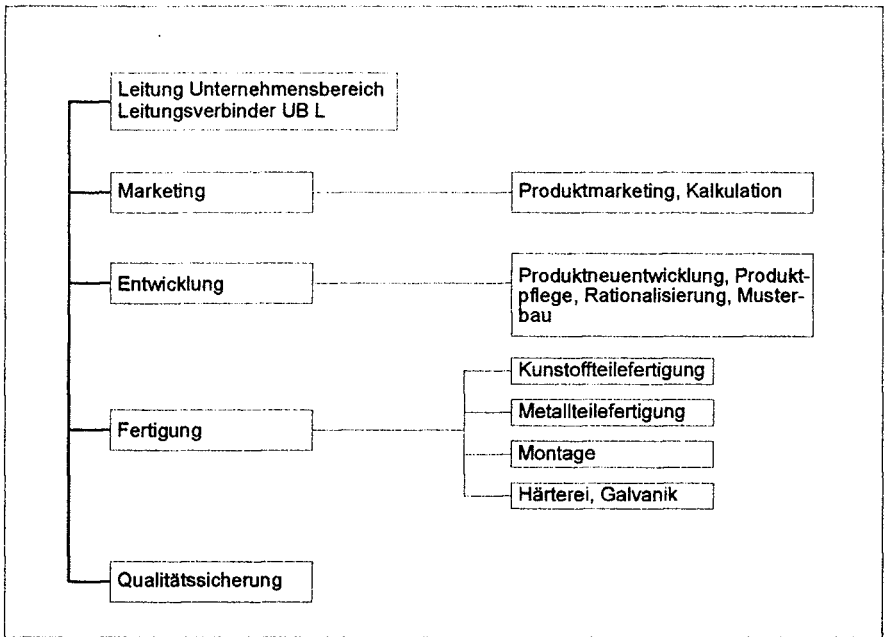 Leitung Unternehmensbereich
Leitungsverbinder UB L
Marketing
Produktmarketing, Kalkulation
Entwicklung
Produktneuentwicklung, Produkt-
pflege, Rationalisierung, Muster-
bau
Fertigung
Kunstoffteilefertigung
Metallteilefertigung
Montage
Härterei, Galvanik
Qualitätssicherung